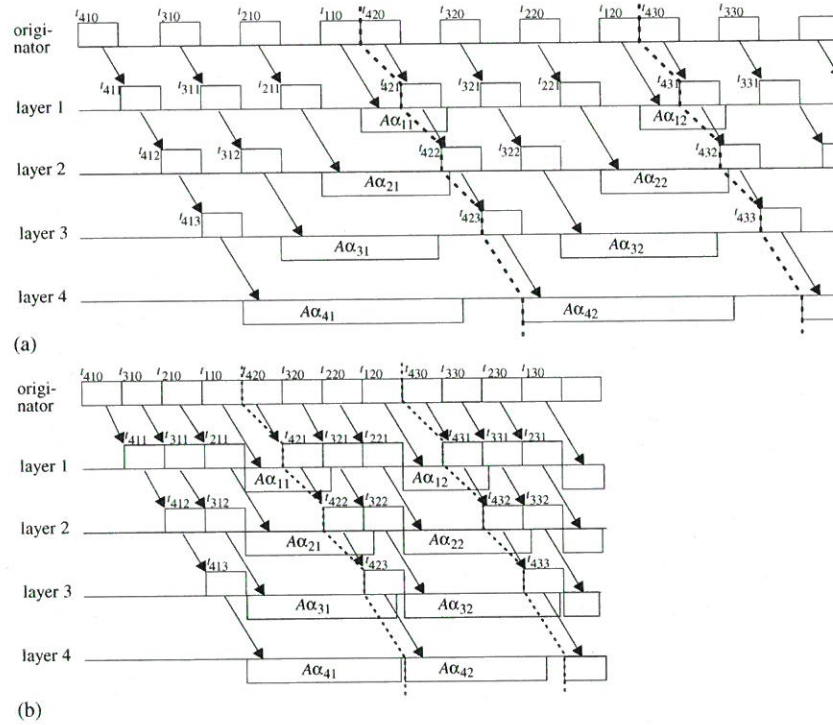 t410 t310 t210 t110 t420 t320 t220 t120 t430 t330
origi-
nator
t411 t311 t211 t421 t321 t221 t431 t331
layer 1
Aα11 Aα12
t412 t312 t422 t322 t432
layer 2
Aα21 Aα22
t413 t423 t433
layer 3
Aα31 Aα32
layer 4
Aα41 Aα42
(a)
t410 t310 t210 t110 t420 t320 t220 t120 t430 t330 t230 t130
origi-
nator
t411 t311 t211 t421 t321 t221 t431 t331 t231
layer 1
Aα11 Aα12
t412 t312 t422 t322 t432 t332
layer 2
Aα21 Aα22
t413 t423 t433
layer 3
Aα31 Aα32
layer 4
Aα41 Aα42
(b)